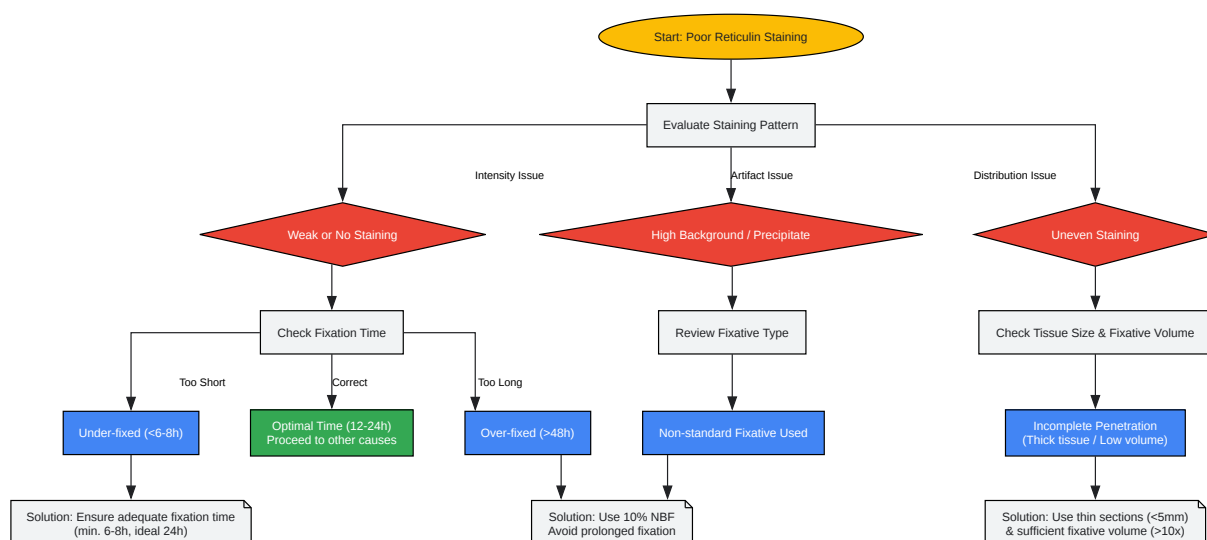 Start: Poor Reticulin Staining
Evaluate Staining Pattern
Intensity Issue
Artifact Issue
Distribution Issue
Weak or No Staining
High Background / Precipitate
Uneven Staining
Check Fixation Time
Review Fixative Type
Check Tissue Size & Fixative Volume
Too Short
Correct
Too Long
Under-fixed (<6-8h)
Optimal Time (12-24h)
Proceed to other causes
Over-fixed (>48h)
Non-standard Fixative Used
Incomplete Penetration
(Thick tissue / Low volume)
Solution: Ensure adequate fixation time
(min. 6-8h, ideal 24h)
Solution: Use 10% NBF
Avoid prolonged fixation
Solution: Use thin sections (<5mm)
& sufficient fixative volume (>10x)